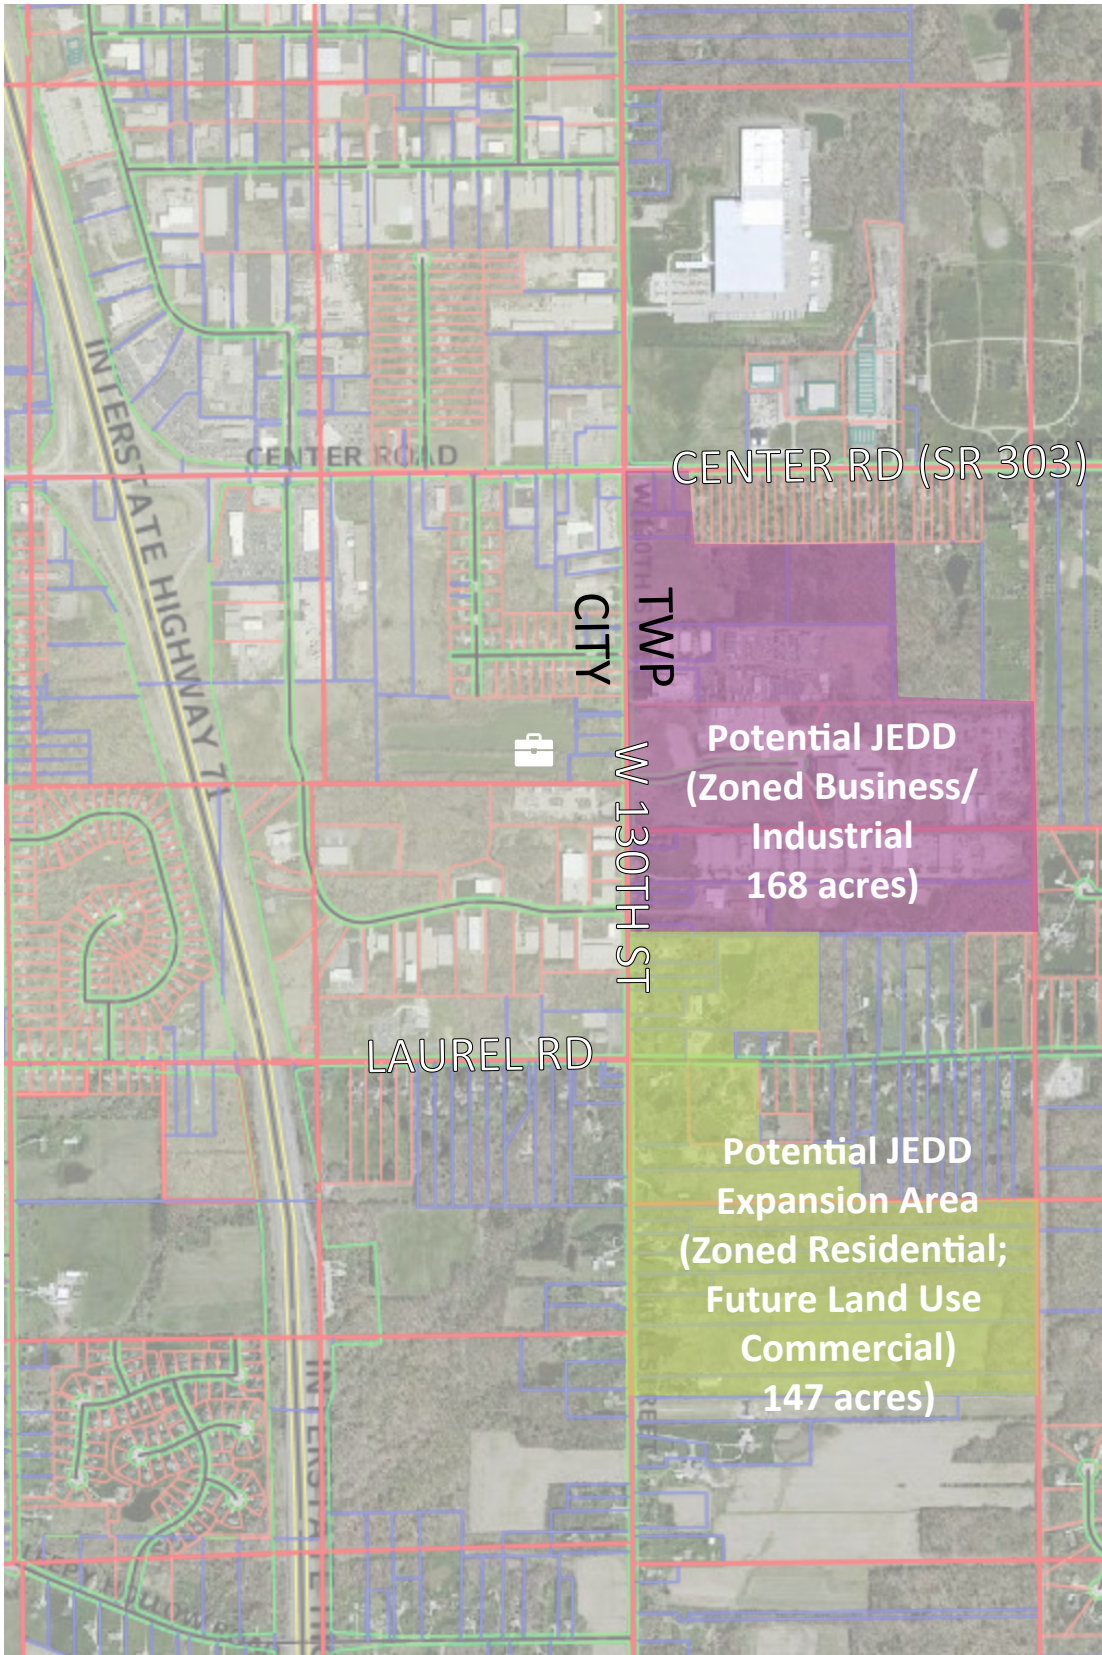 INTERSTATE HIGHWAY 71
CENTER ROAD
CENTER RD (SR 303)
W 130TH S
CITY
TWP
W 130TH ST
Potential JEDD
(Zoned Business/
Industrial
168 acres)
LAUREL RD
Potential JEDD
Expansion Area
(Zoned Residential;
Future Land Use
Commercial)
147 acres)